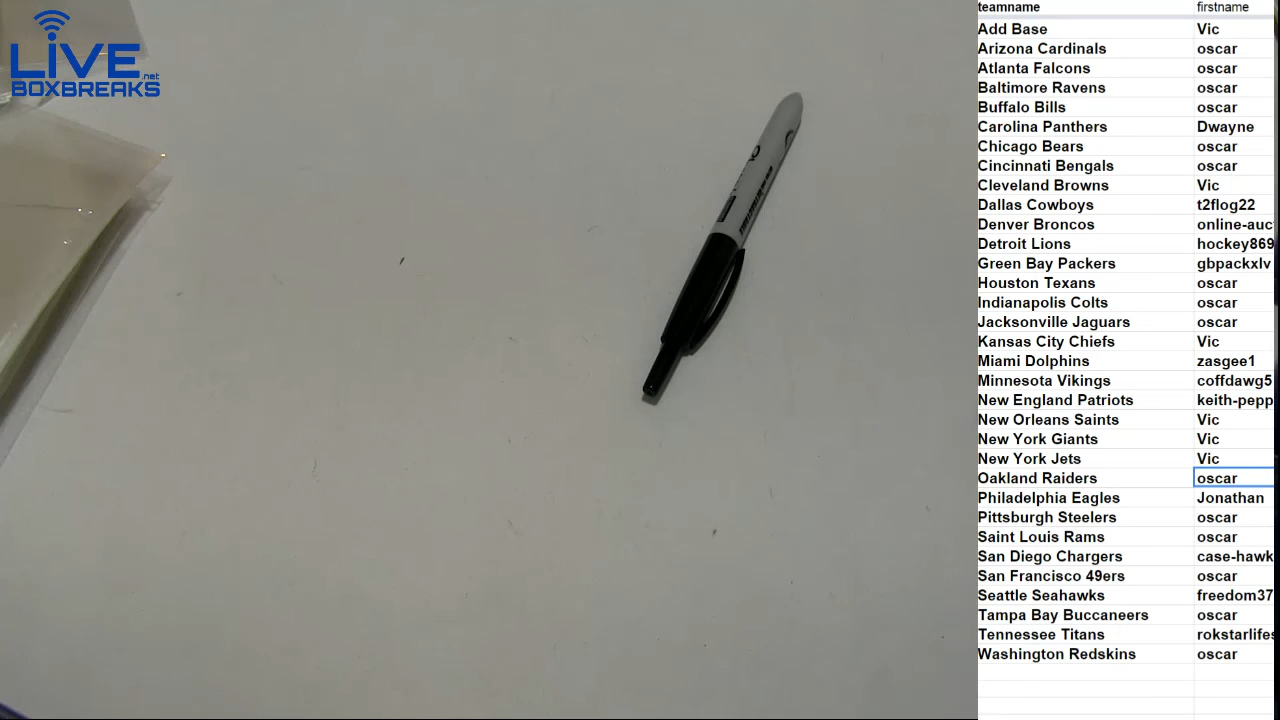 LIVE
.net
BOXBREAKS
teamname firstname
Add Base Vic
Arizona Cardinals oscar
Atlanta Falcons oscar
Baltimore Ravens oscar
Buffalo Bills oscar
Carolina Panthers Dwayne
Chicago Bears oscar
Cincinnati Bengals oscar
Cleveland Browns Vic
Dallas Cowboys t2flog22
Denver Broncos online-auc
Detroit Lions hockey869
Green Bay Packers gbpackxlv
Houston Texans oscar
Indianapolis Colts oscar
Jacksonville Jaguars oscar
Kansas City Chiefs Vic
Miami Dolphins zasgee1
Minnesota Vikings coffdawg5
New England Patriots keith-pepp
New Orleans Saints Vic
New York Giants Vic
New York Jets Vic
Oakland Raiders oscar
Philadelphia Eagles Jonathan
Pittsburgh Steelers oscar
Saint Louis Rams oscar
San Diego Chargers case-hawk
San Francisco 49ers oscar
Seattle Seahawks freedom37
Tampa Bay Buccaneers oscar
Tennessee Titans rokstarlifes
Washington Redskins oscar